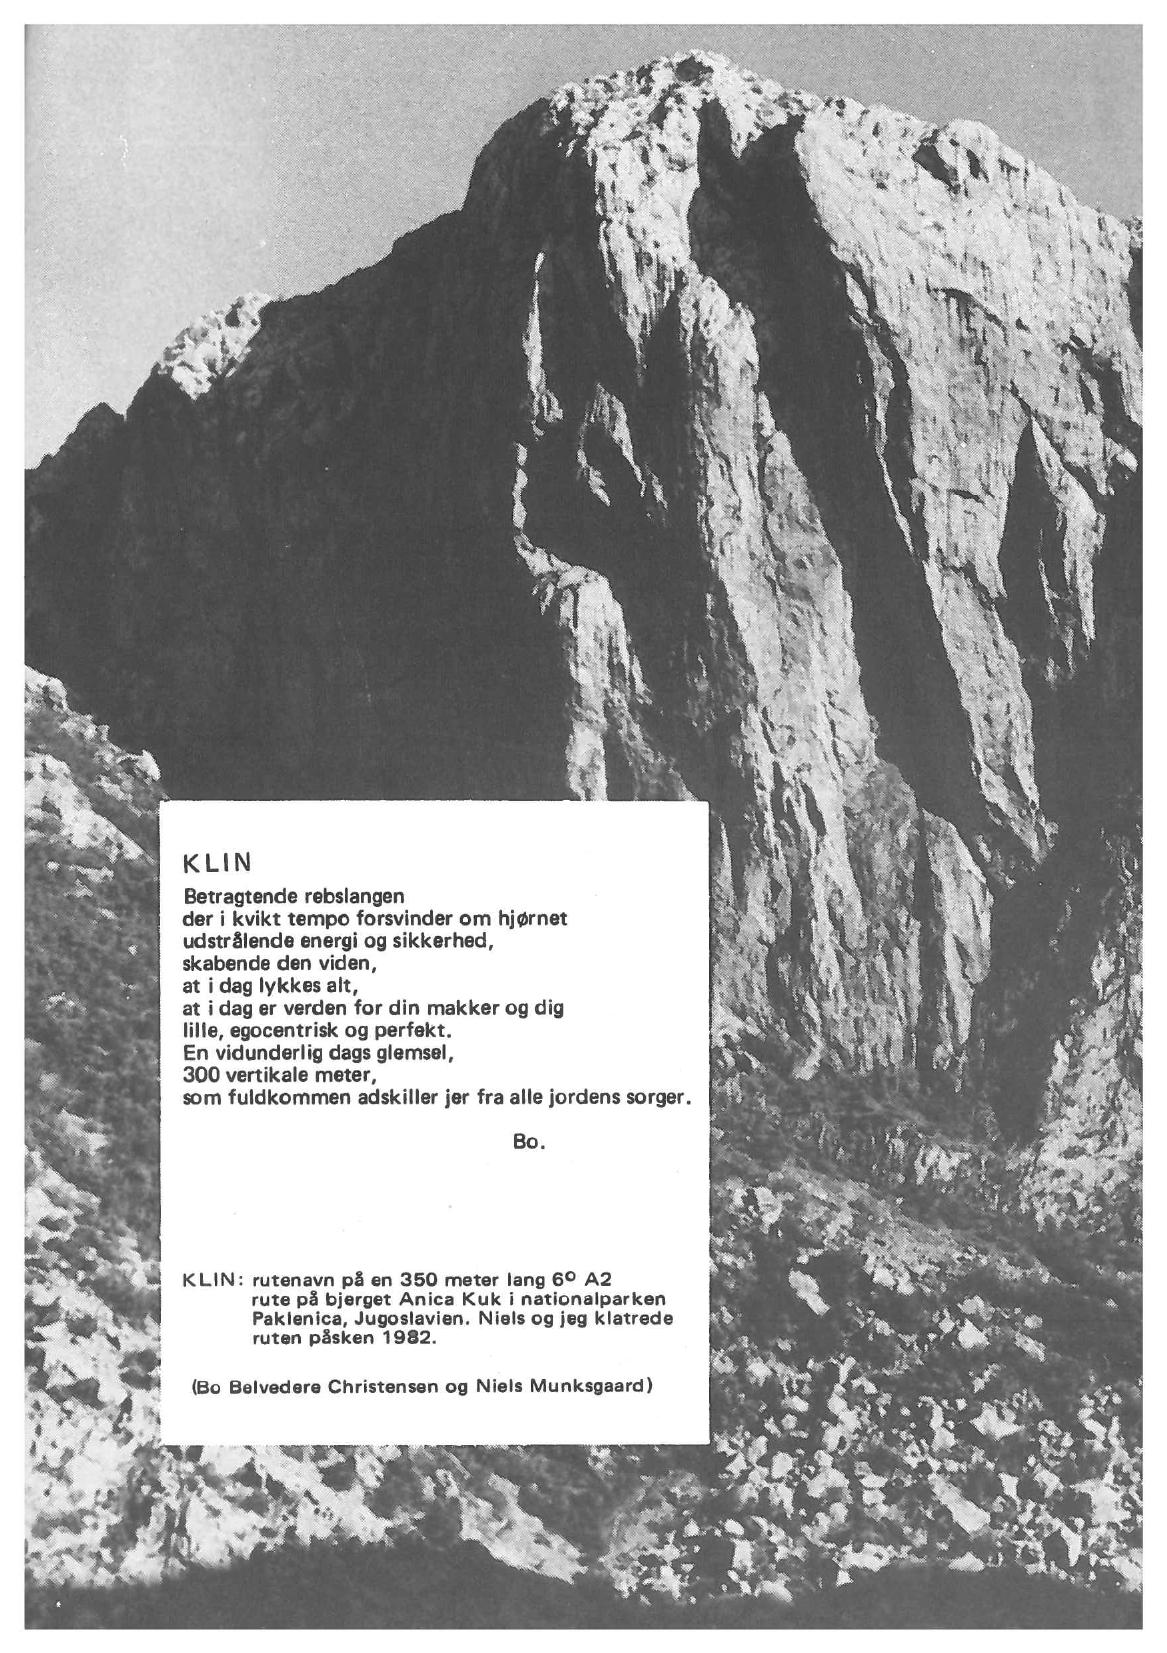 KLIN
Betragtende rebslangen
der i kvikt tempo forsvinder om hjørnet
udstrålende energi og sikkerhed,
skabende den viden,
at i dag lykkes alt,
at i dag er verden for din makker og dig
lille, egocentrisk og perfekt.
En vidunderlig dags glemsel,
300 vertikale meter,
som fuldkommen adskiller jer fra alle jordens sorger.
Bo.
KLIN: rutenavn på en 350 meter lang 6° A2
rute på bjerget Anica Kuk i nationalparken
Paklenica, Jugoslavien. Niels og jeg klatrede
ruten påsken 1982.
(Bo Belvedere Christensen og Niels Munksgaard)